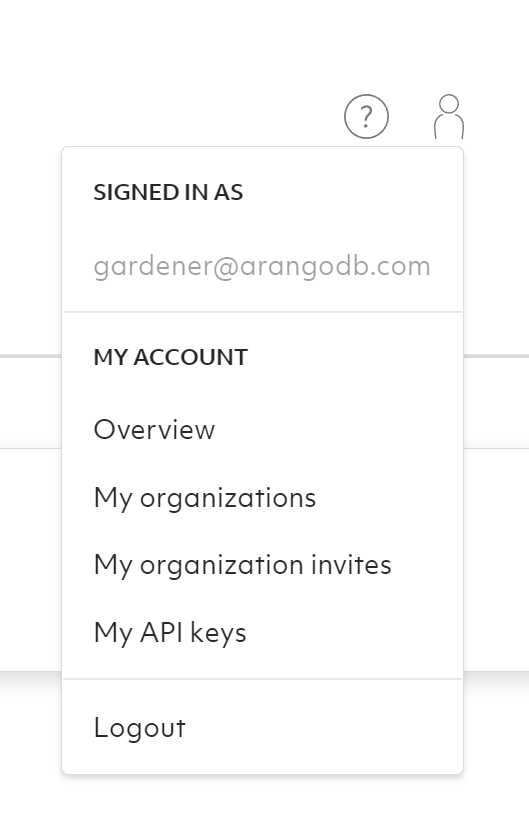 ?
SIGNED IN AS
gardener@arangodb.com
MY ACCOUNT
Overview
My organizations
My organization invites
My API keys
Logout